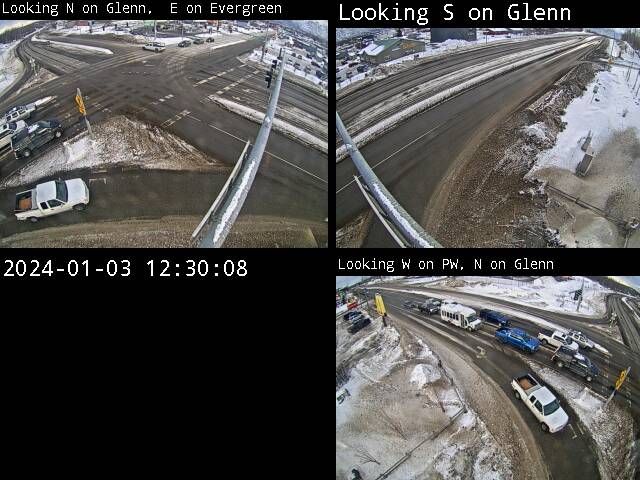 Looking N on Glenn, E on Evergreen
Looking S on Glenn
2024-01-03 12:30:08
Looking W on PW, N on Glenn